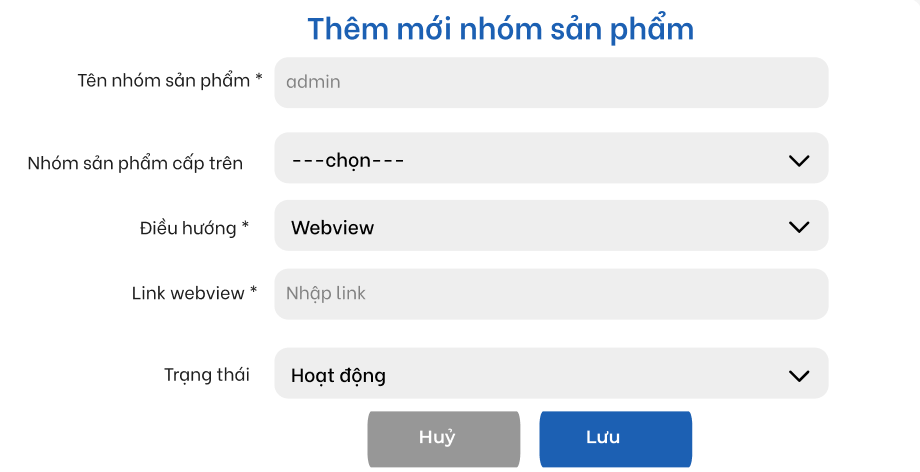 Thêm mới nhóm sản phẩm
Tên nhóm sản phẩm * admin
Nhóm sản phẩm cấp trên ---chọn---
Điều hướng * Webview
Link webview * Nhập link
Trạng thái Hoạt động
Huỷ Lưu